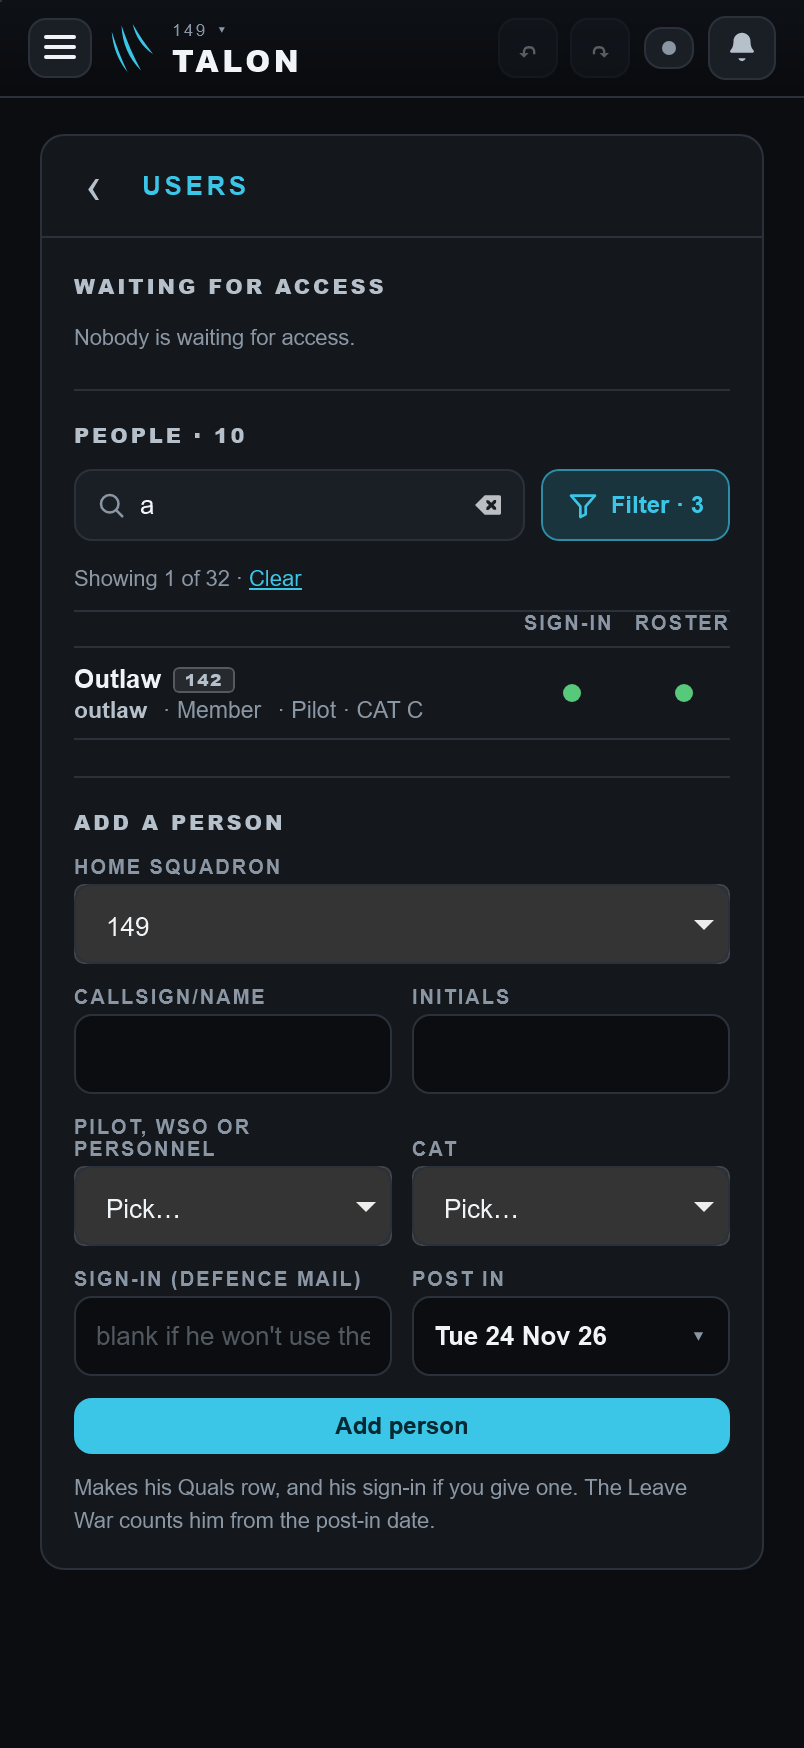 149 ▾
TALON
USERS
WAITING FOR ACCESS
Nobody is waiting for access.
PEOPLE · 10
a
Filter · 3
Showing 1 of 32 · Clear
SIGN-IN ROSTER
Outlaw 142
outlaw · Member · Pilot · CAT C
ADD A PERSON
HOME SQUADRON
149
CALLSIGN/NAME INITIALS
PILOT, WSO OR
PERSONNEL CAT
Pick... Pick...
SIGN-IN (DEFENCE MAIL) POST IN
blank if he won't use the Tue 24 Nov 26 ▾
Add person
Makes his Quals row, and his sign-in if you give one. The Leave
War counts him from the post-in date.